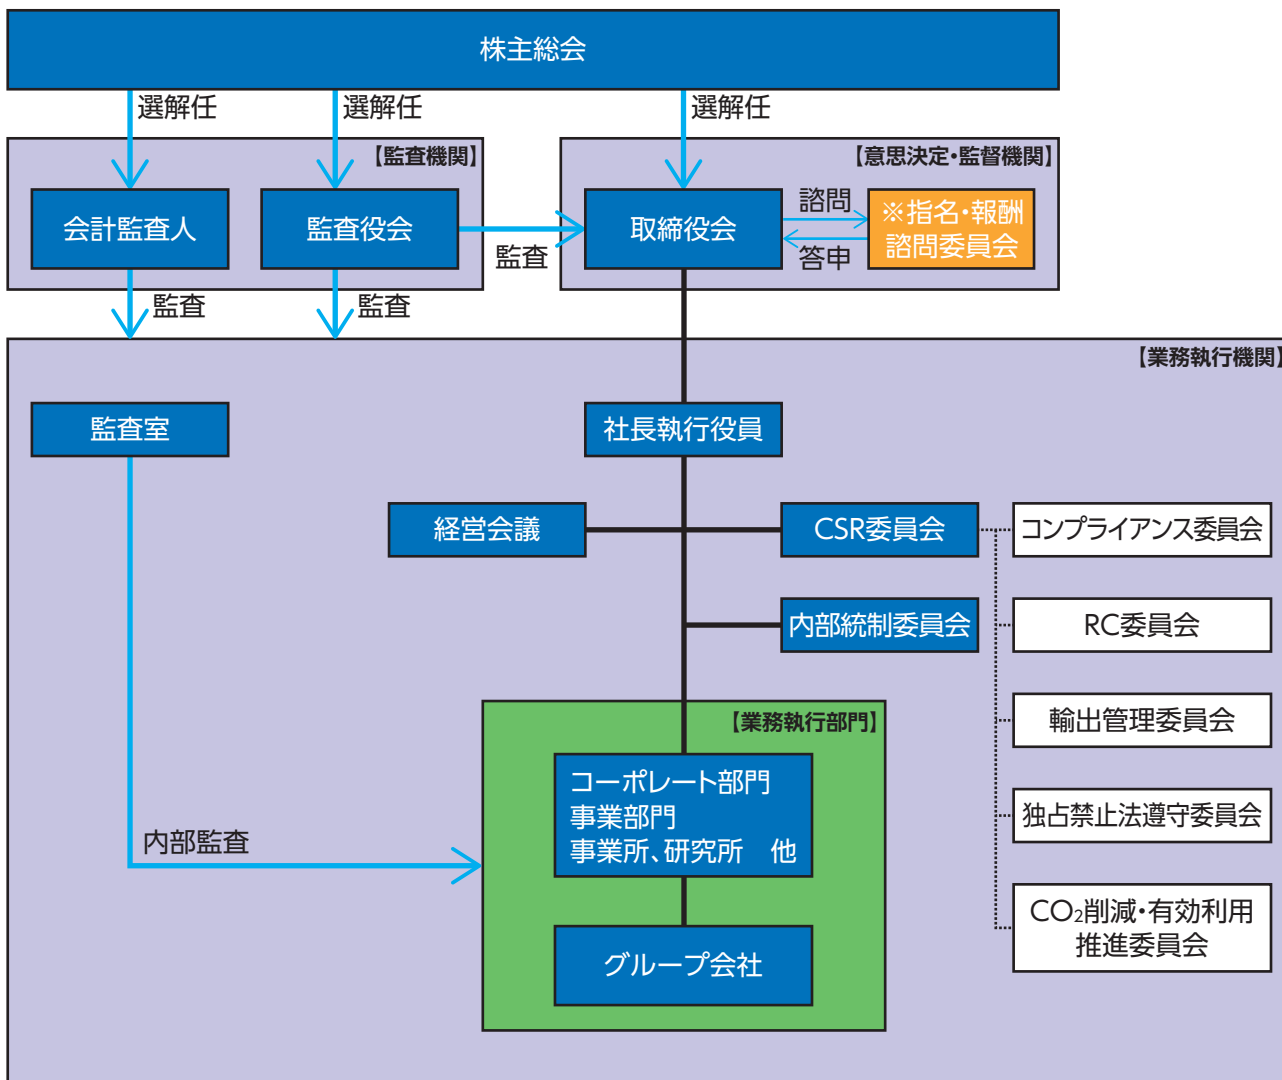 株主総会
選解任
選解任
選解任
【監査機関】
【意思決定・監督機関】
会計監査人
監査役会
取締役会
諮問
答申
※指名・報酬
諮問委員会
監査
監査
監査
【業務執行機関】
監査室
社長執行役員
経営会議
CSR委員会
コンプライアンス委員会
内部統制委員会
RC委員会
輸出管理委員会
【業務執行部門】
コーポレート部門
事業部門
事業所、研究所　他
独占禁止法遵守委員会
内部監査
CO₂削減・有効利用
推進委員会
グループ会社